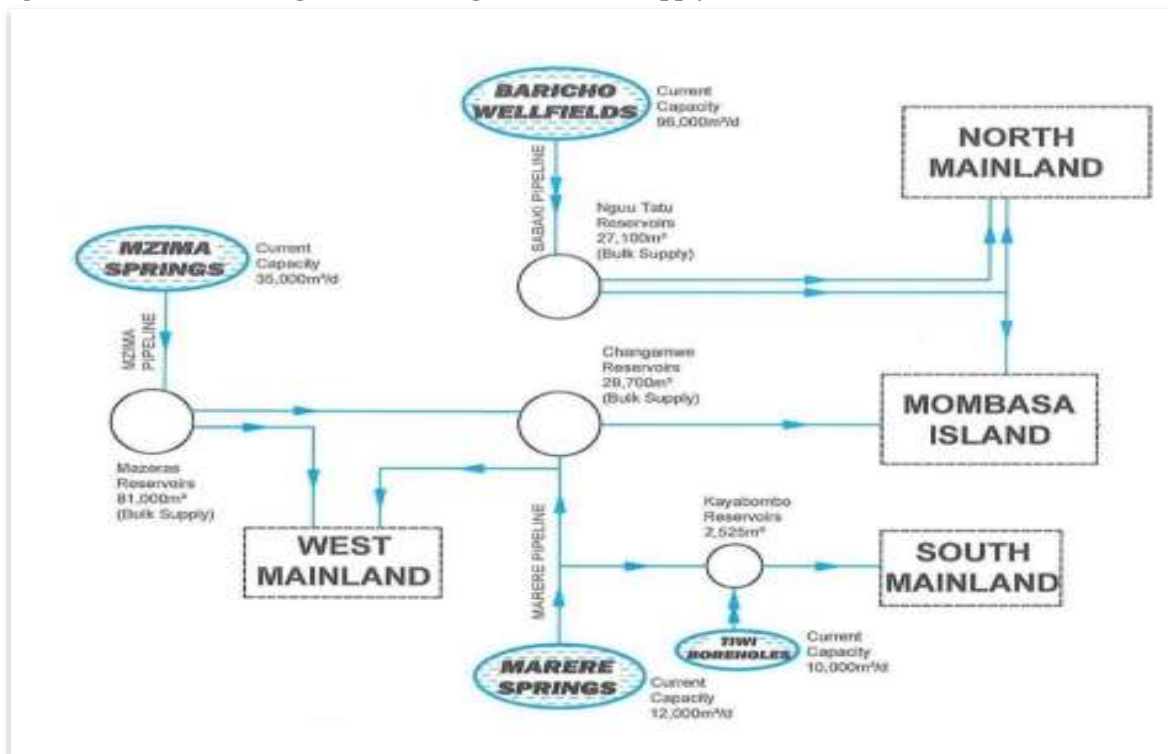 BARICHO
WELLFIELDS
Current
Capacity
96,000m³/d
NORTH
MAINLAND
SABAKI PIPELINE
Nguu Tatu
Reservoirs
27,100m³
(Bulk Supply)
MZIMA
SPRINGS
Current
Capacity
35,000m³/d
MZIMA
PIPELINE
Changamwe
Reservoirs
28,700m³
(Bulk Supply)
MOMBASA
ISLAND
Mazeras
Reservoirs
81,000m³
(Bulk Supply)
WEST
MAINLAND
MARERE PIPELINE
Kayabombo
Reservoirs
2,525m³
SOUTH
MAINLAND
TIWI
BOREHOLES
Current
Capacity
10,000m³/d
MARERE
SPRINGS
Current
Capacity
12,000m³/d